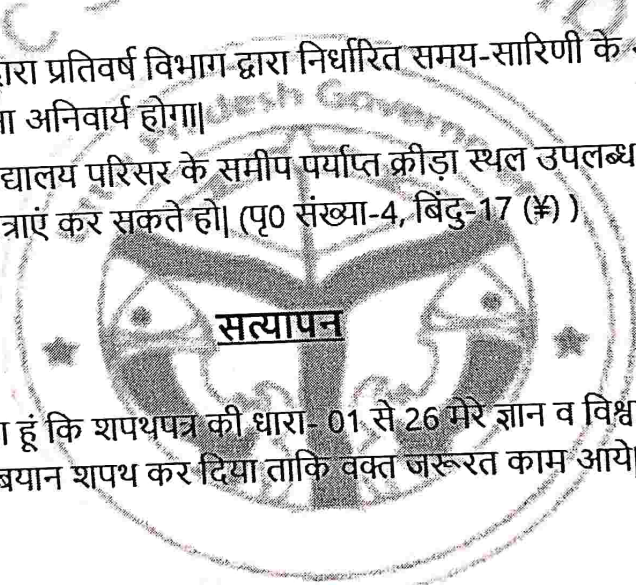 द्वारा प्रतिवर्ष विभाग द्वारा निर्धारित समय-सारिणी के
अनिवार्य होगा|
द्यालय परिसर के समीप पर्याप्त क्रीड़ा स्थल उपलब्ध
त्राएं कर सकते हो| (पृ0 संख्या-4, बिंदु-17 (¥) )
सत्यापन
हूं कि शपथपत्र की धारा- 01 से 26 मेरे ज्ञान व विश्व
बयान शपथ कर दिया ताकि वक्त जरूरत काम आये|